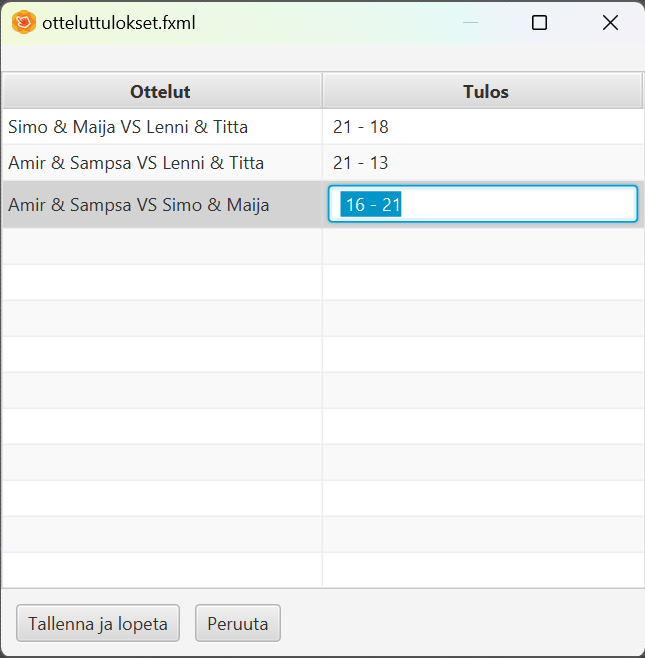 otteluttulokset.fxml
Ottelut Tulos
Simo & Maija VS Lenni & Titta 21 - 18
Amir & Sampsa VS Lenni & Titta 21 - 13
Amir & Sampsa VS Simo & Maija 16 - 21
Tallenna ja lopeta Peruuta